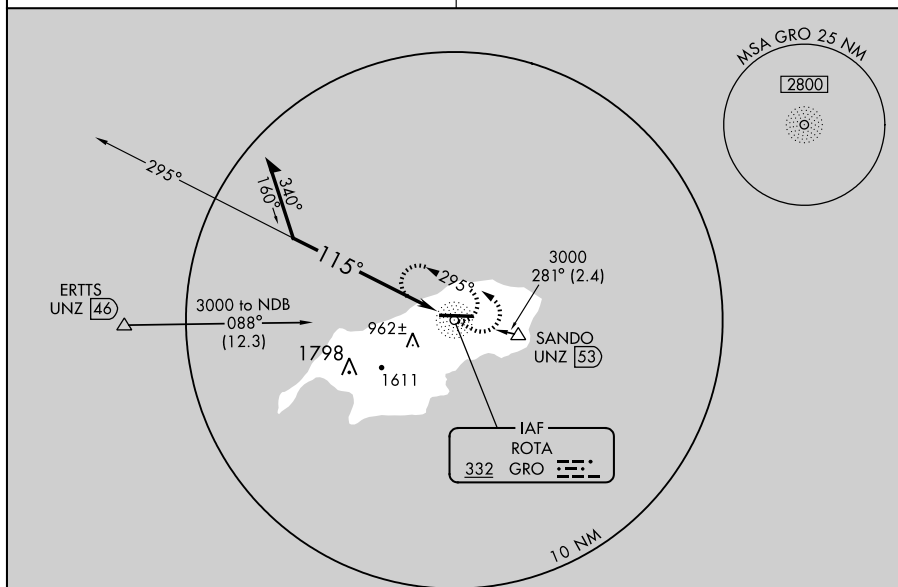 MSA GRO 25 NM
2800
295°
340°
160°
115°
295°
3000
281° (2.4)
ERTTS
UNZ 46
3000 to NDB
088°
(12.3)
962±
SANDO
UNZ 53
1798
1611
IAF
ROTA
332 GRO
10 NM